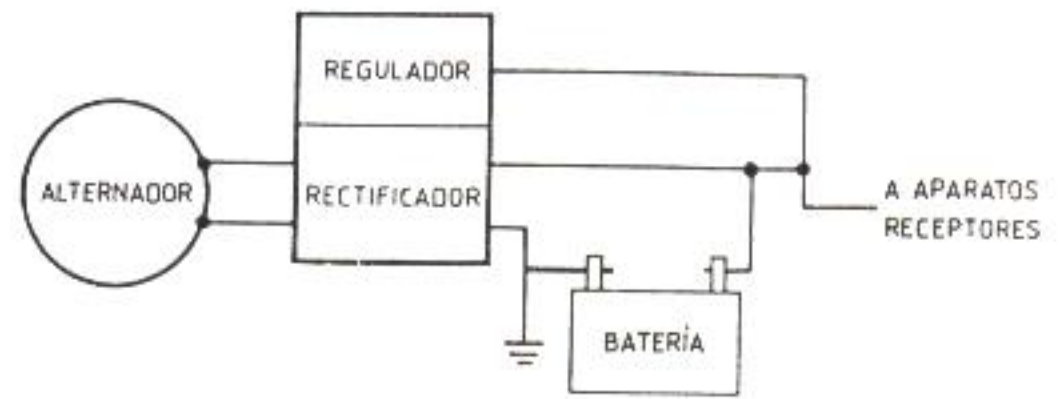 REGULADOR
ALTERNADOR
RECTIFICADOR
A APARATOS
RECEPTORES
BATERÍA